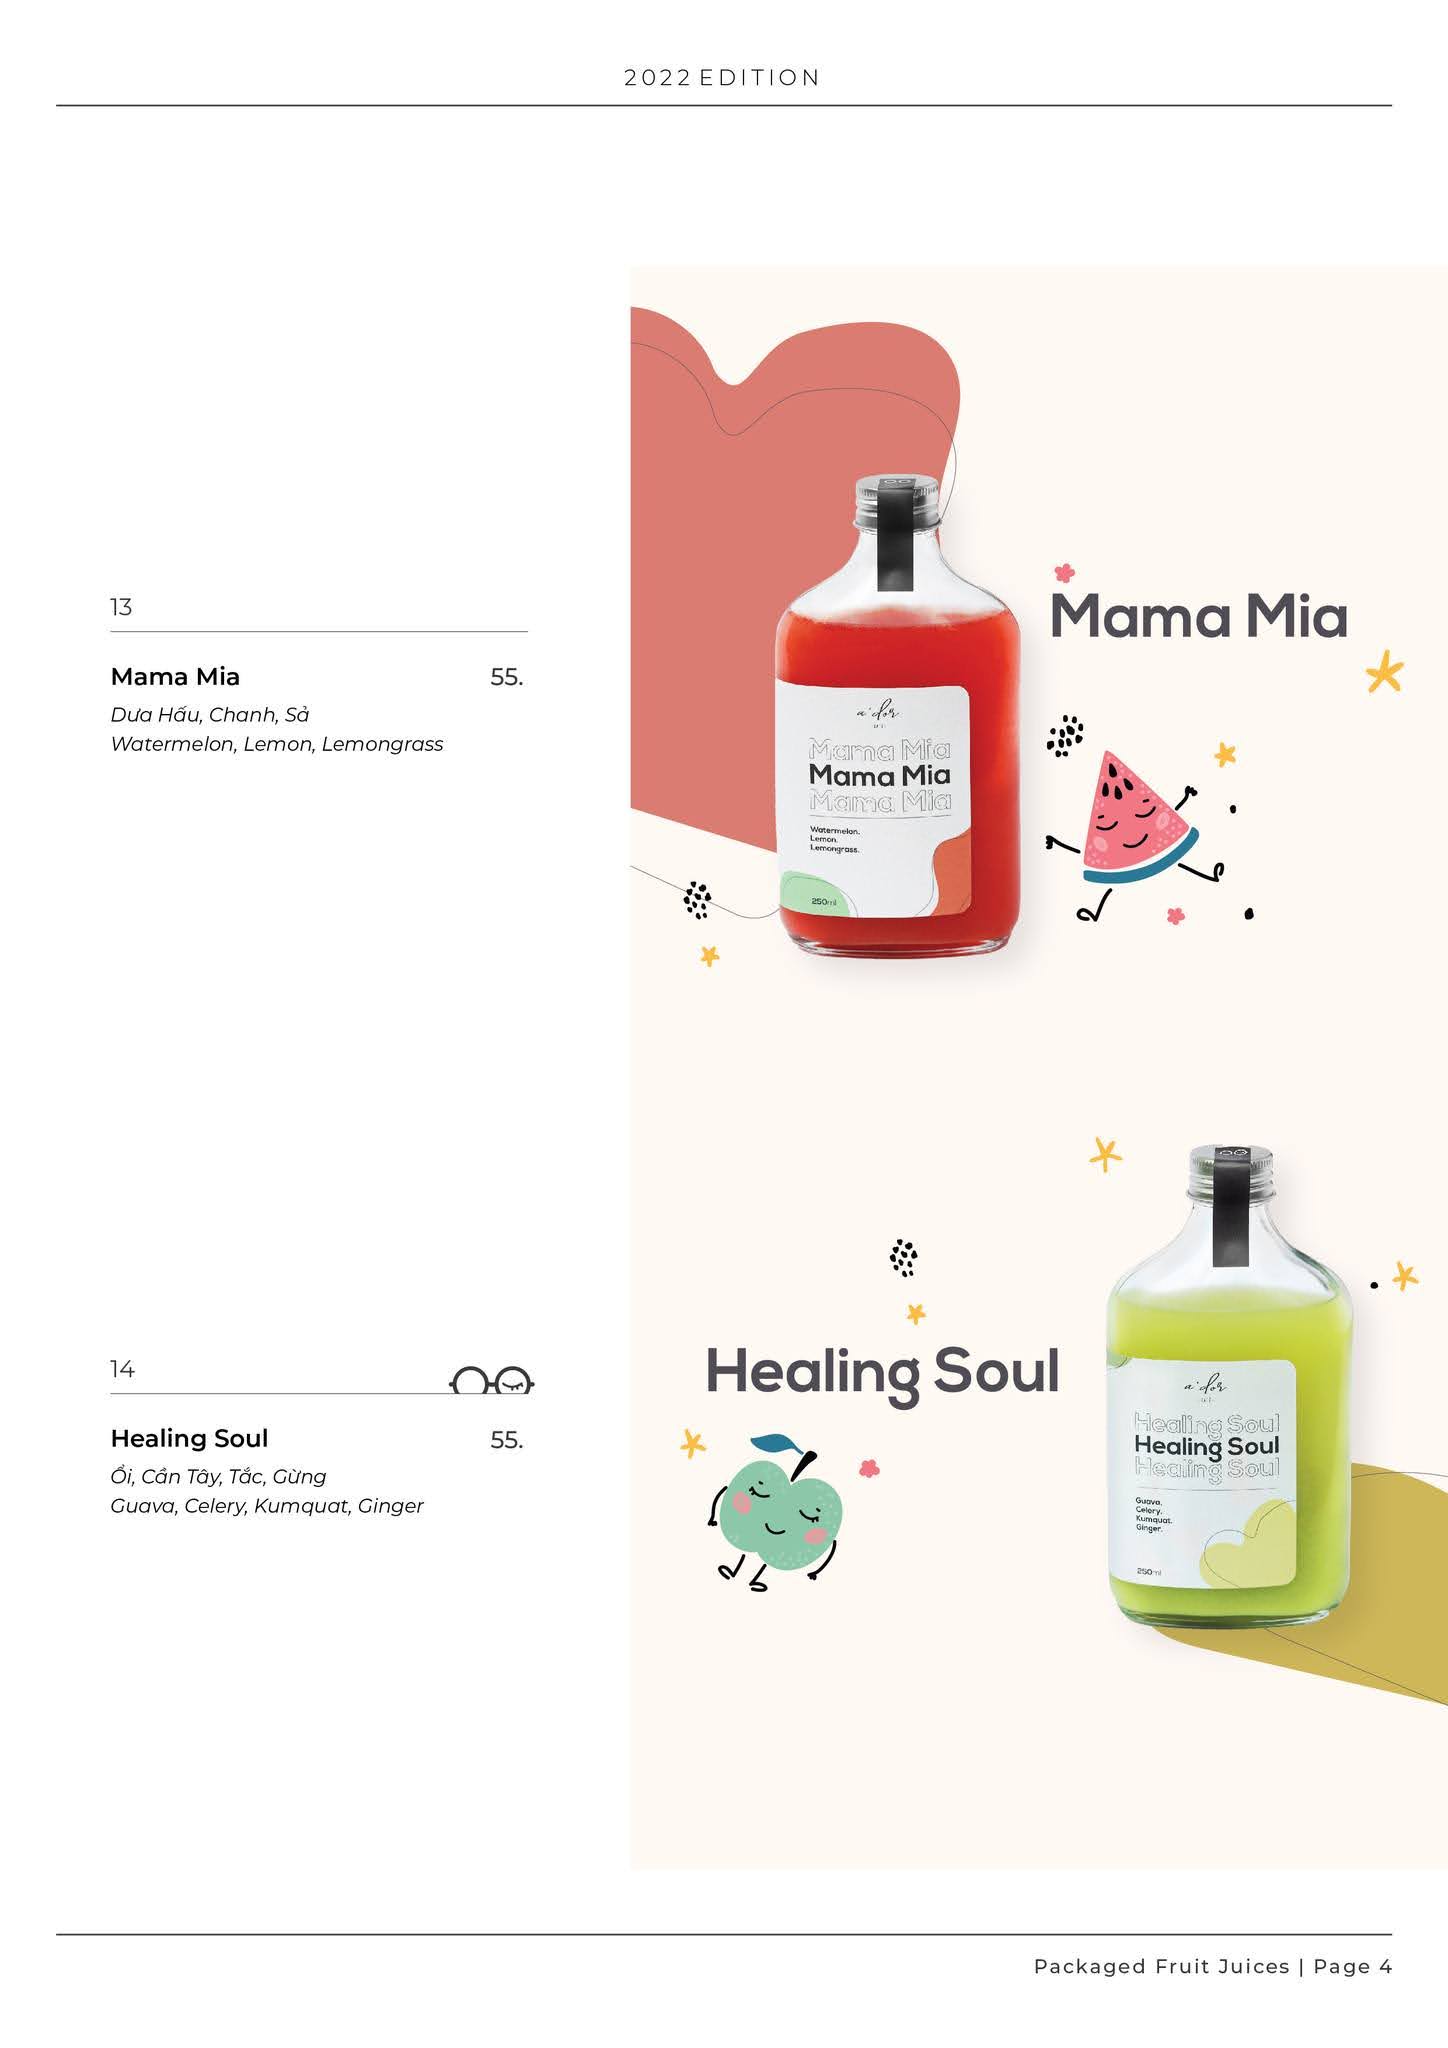 2022 EDITION
13
Mama Mia 55.
Dưa Hấu, Chanh, Sả
Watermelon, Lemon, Lemongrass
Mama Mia
a'dor
Mama Mia
Mama Mia
Mama Mia
Watermelon.
Lemon.
Lemongrass.
250ml
14
Healing Soul 55.
Ổi, Cần Tây, Tắc, Gừng
Guava, Celery, Kumquat, Ginger
Healing Soul
a'dor
Healing Soul
Healing Soul
Healing Soul
Guava.
Celery.
Kumquat.
Ginger.
250ml
Packaged Fruit Juices | Page 4